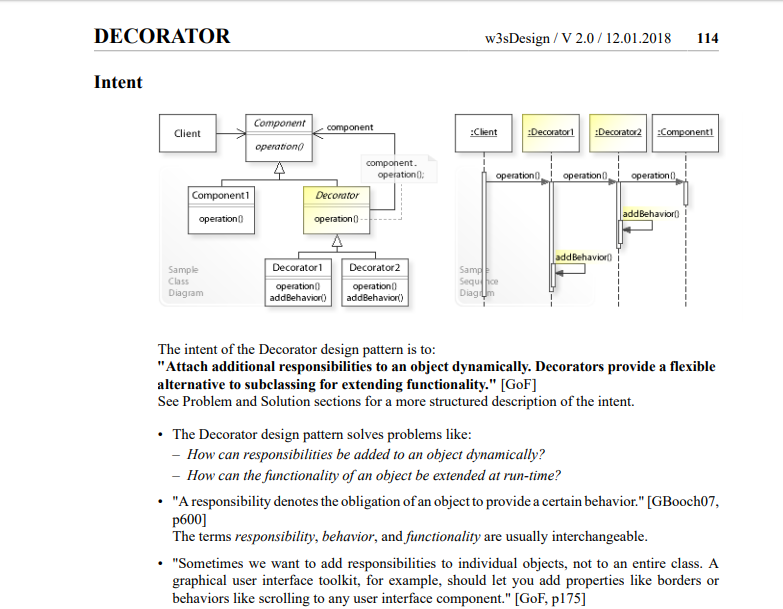 DECORATOR
w3sDesign / V 2.0 / 12.01.2018 114
Intent
Client
Component
operation()
component
component.
operation();
Component1
operation()
Decorator
operation()
Decorator1
operation()
addBehavior()
Decorator2
operation()
addBehavior()
Sample
Class
Diagram
:Client
:Decorator1
:Decorator2
:Component1
operation()
operation()
operation()
addBehavior()
addBehavior()
Sample
Sequence
Diagram
The intent of the Decorator design pattern is to:
"Attach additional responsibilities to an object dynamically. Decorators provide a flexible
alternative to subclassing for extending functionality." [GoF]
See Problem and Solution sections for a more structured description of the intent.
• The Decorator design pattern solves problems like:
– How can responsibilities be added to an object dynamically?
– How can the functionality of an object be extended at run-time?
• "A responsibility denotes the obligation of an object to provide a certain behavior." [GBooch07,
p600]
The terms responsibility, behavior, and functionality are usually interchangeable.
• "Sometimes we want to add responsibilities to individual objects, not to an entire class. A
graphical user interface toolkit, for example, should let you add properties like borders or
behaviors like scrolling to any user interface component." [GoF, p175]